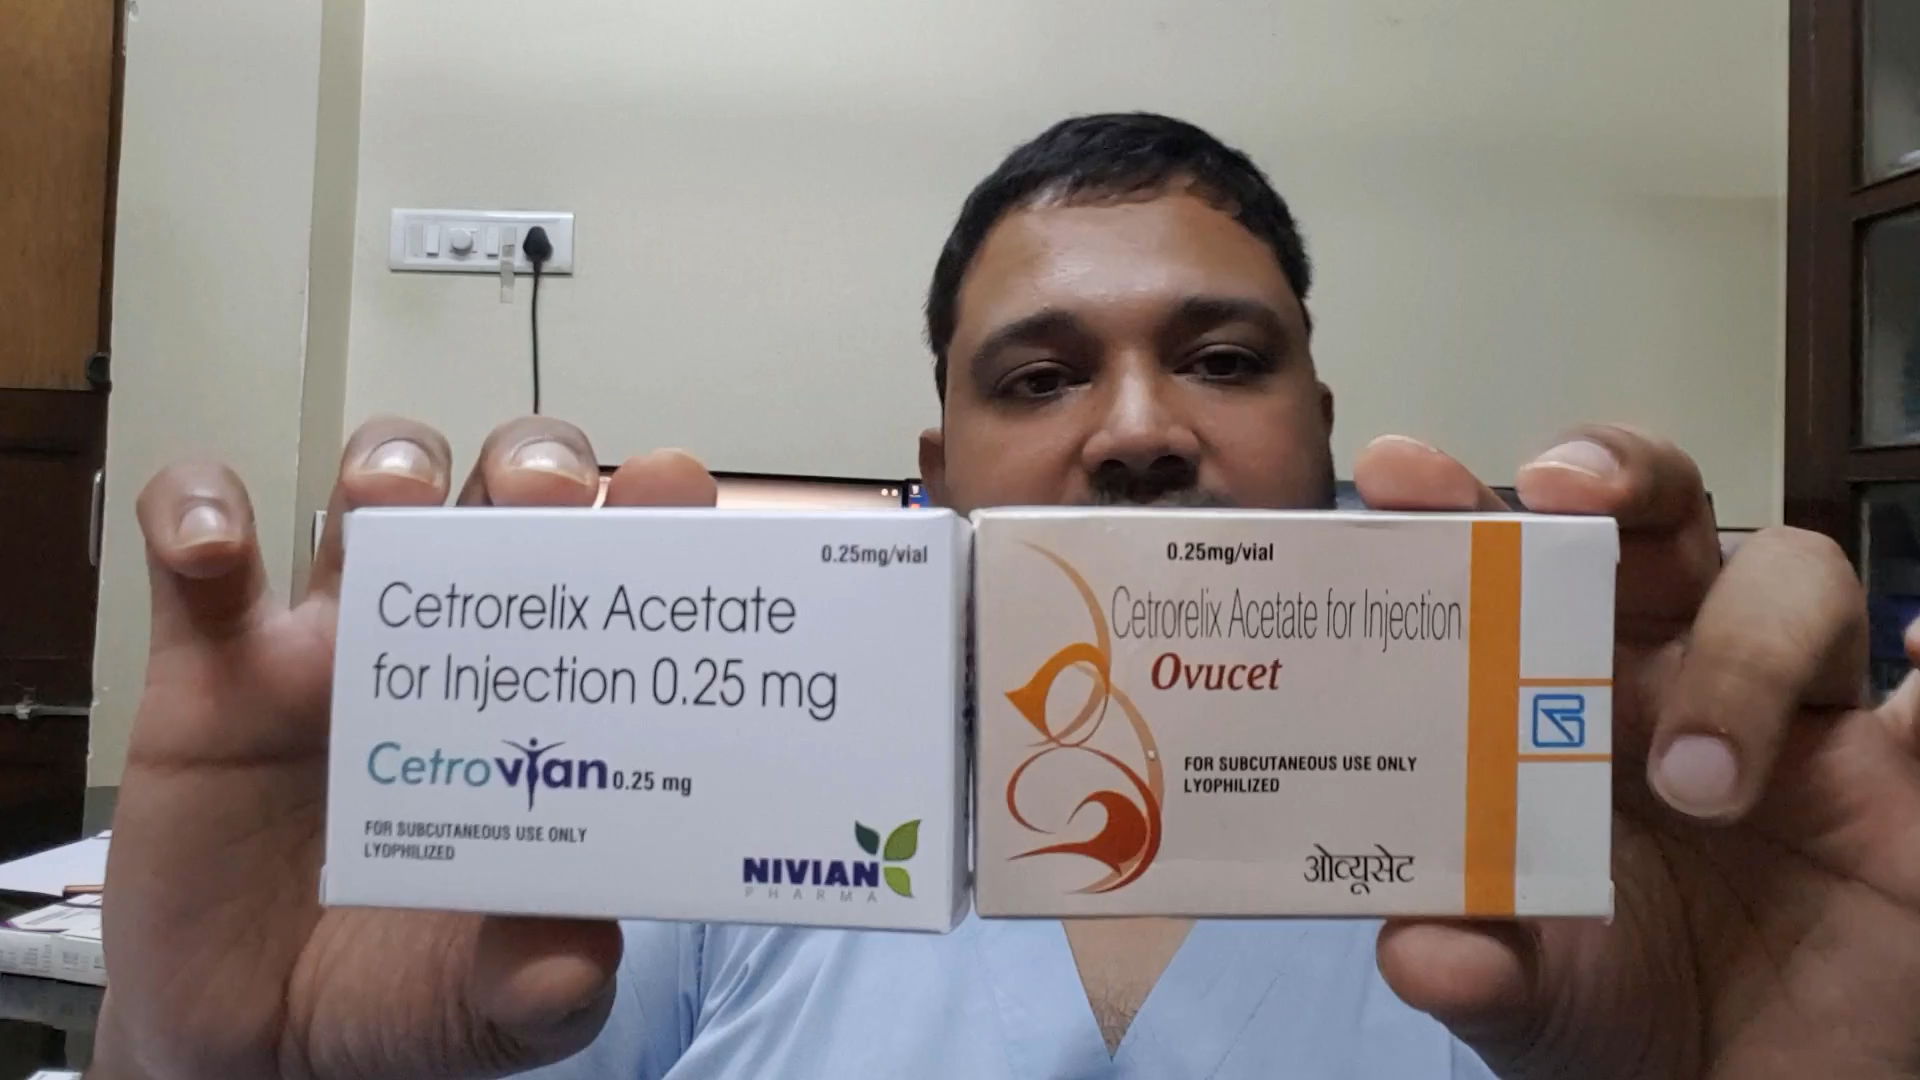 0.25mg/vial
Cetrorelix Acetate
for Injection 0.25 mg
Cetrovian 0.25 mg
FOR SUBCUTANEOUS USE ONLY
LYOPHILIZED
NIVIAN
PHARMA
0.25mg/vial
Cetrorelix Acetate for Injection
Ovucet
FOR SUBCUTANEOUS USE ONLY
LYOPHILIZED
ओव्यूसेट